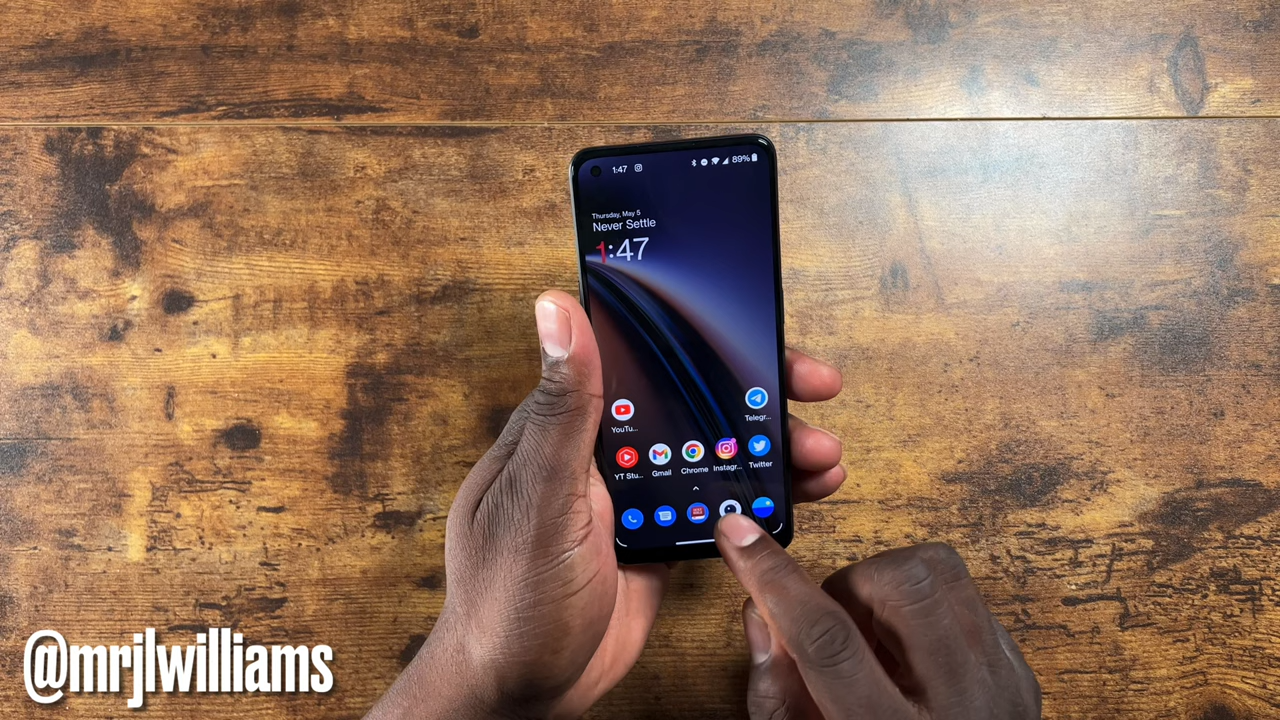 1:47
89%
Thursday, May 5
Never Settle
1:47
YouTu...
Telegr...
YT Stu...
Gmail
Chrome
Instagr...
Twitter
@mrjlwilliams